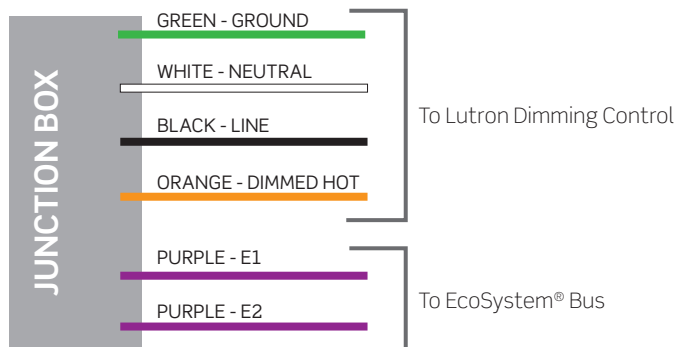 JUNCTION BOX
GREEN - GROUND
WHITE - NEUTRAL
BLACK - LINE
ORANGE - DIMMED HOT
To Lutron Dimming Control
PURPLE - E1
PURPLE - E2
To EcoSystem® Bus